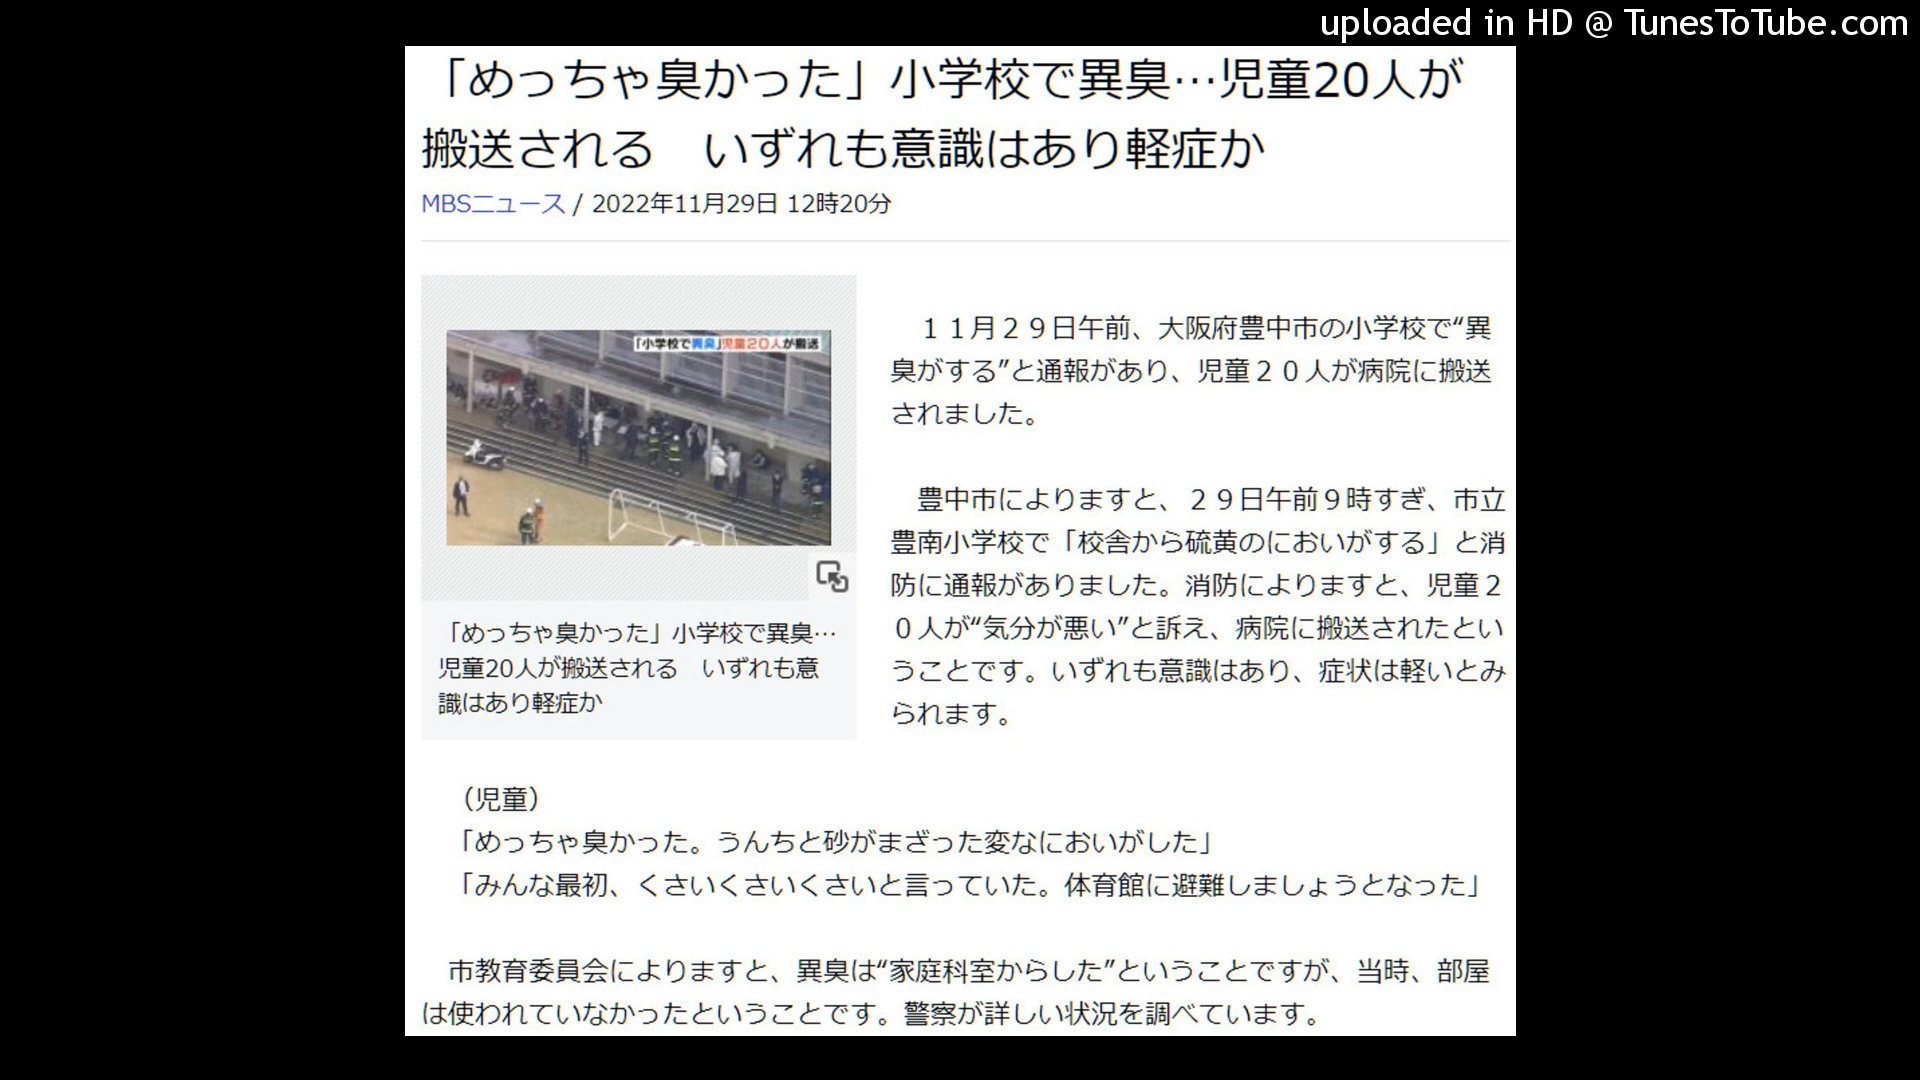 uploaded in HD @ TunesToTube.com
「めっちゃ臭かった」小学校で異臭…児童20人が
搬送される　いずれも意識はあり軽症か
MBSニュース / 2022年11月29日 12時20分
「小学校で異臭」児童20人が搬送
「めっちゃ臭かった」小学校で異臭…
児童20人が搬送される　いずれも意
識はあり軽症か
１１月２９日午前、大阪府豊中市の小学校で“異
臭がする”と通報があり、児童２０人が病院に搬送
されました。
豊中市によりますと、２９日午前９時すぎ、市立
豊南小学校で「校舎から硫黄のにおいがする」と消
防に通報がありました。消防によりますと、児童２
０人が“気分が悪い”と訴え、病院に搬送されたとい
うことです。いずれも意識はあり、症状は軽いとみ
られます。
（児童）
「めっちゃ臭かった。うんちと砂がまざった変なにおいがした」
「みんな最初、くさいくさいくさいと言っていた。体育館に避難しましょうとなった」
市教育委員会によりますと、異臭は“家庭科室からした”ということですが、当時、部屋
は使われていなかったということです。警察が詳しい状況を調べています。